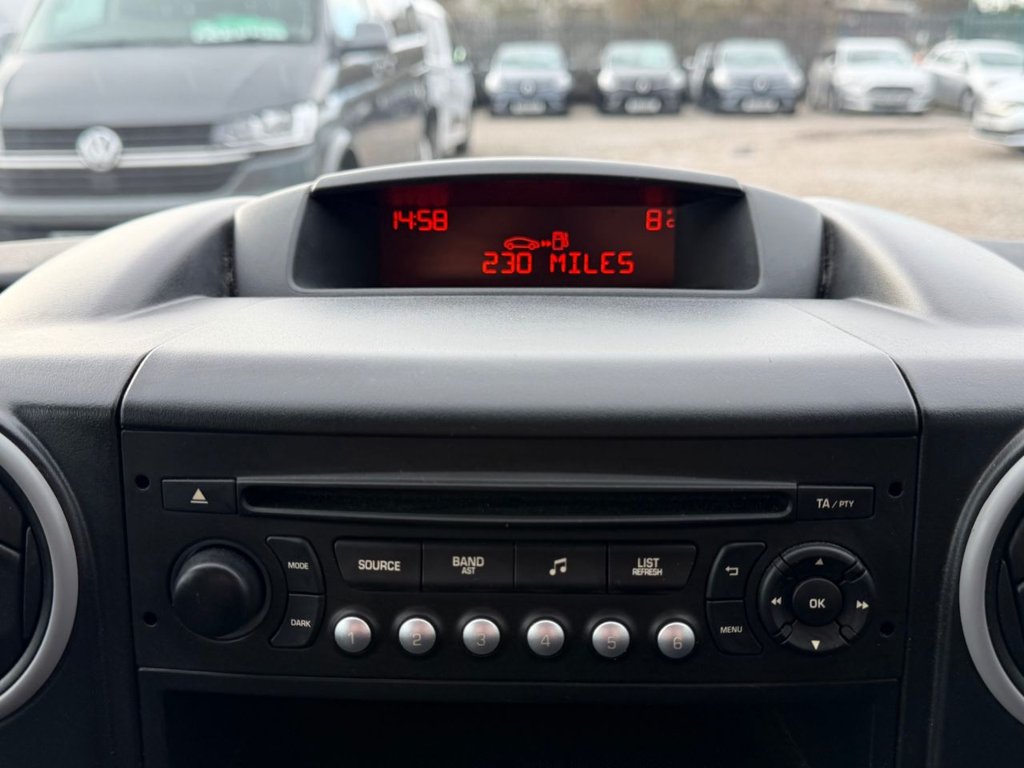 14:58 8°C
230 MILES
TA / PTY
MODE
SOURCE
BAND
AST
LIST
REFRESH
DARK
MENU
OK
1 2 3 4 5 6